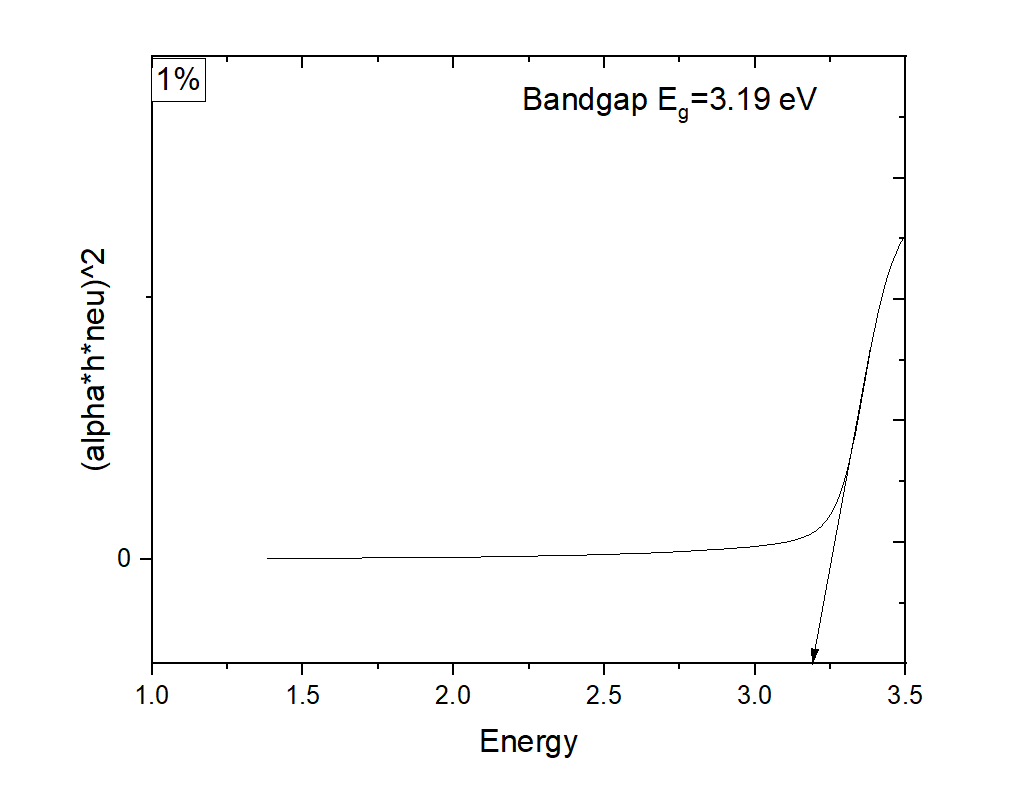 1%
Bandgap Eg=3.19 eV
(alpha*h*neu)^2
0
1.0 1.5 2.0 2.5 3.0 3.5
Energy